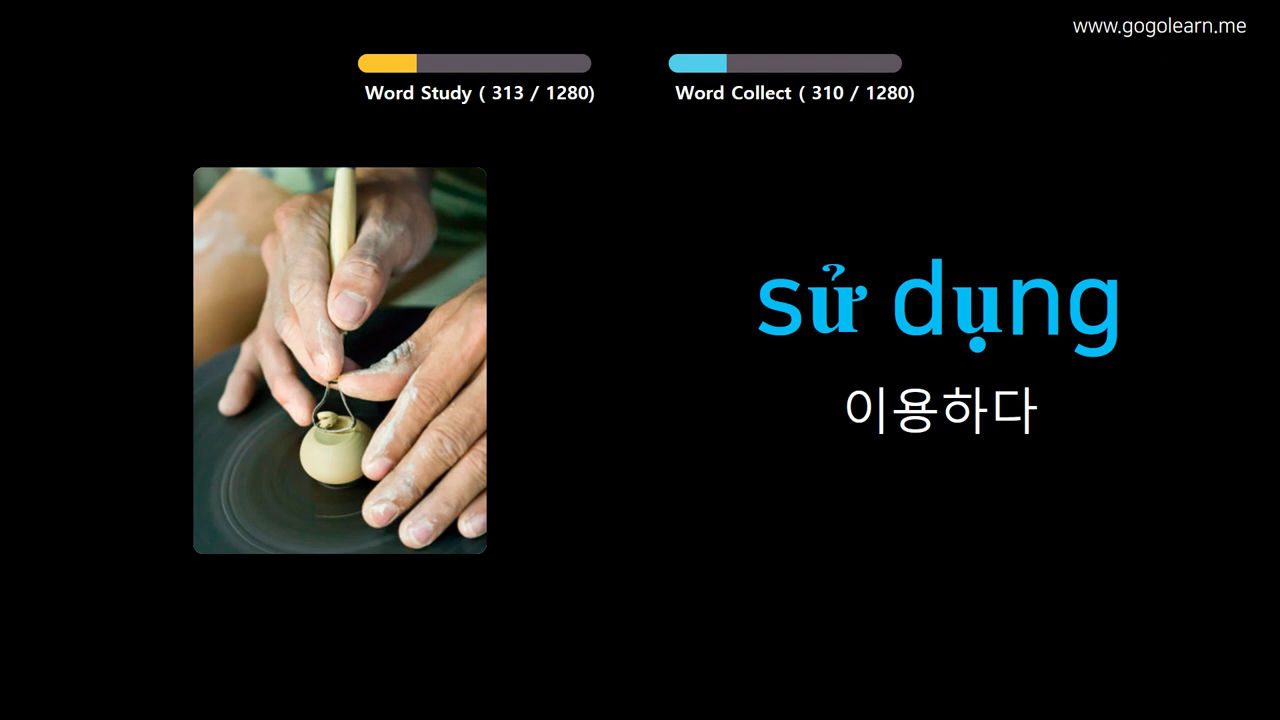 www.gogolearn.me
Word Study ( 313 / 1280)
Word Collect ( 310 / 1280)
sử dụng
이용하다